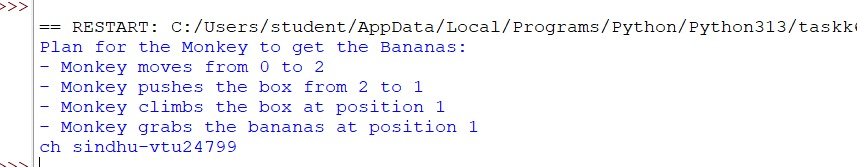 >>>
== RESTART: C:/Users/student/AppData/Local/Programs/Python/Python313/taskk
Plan for the Monkey to get the Bananas:
- Monkey moves from 0 to 2
- Monkey pushes the box from 2 to 1
- Monkey climbs the box at position 1
- Monkey grabs the bananas at position 1
ch sindhu-vtu24799
>>>